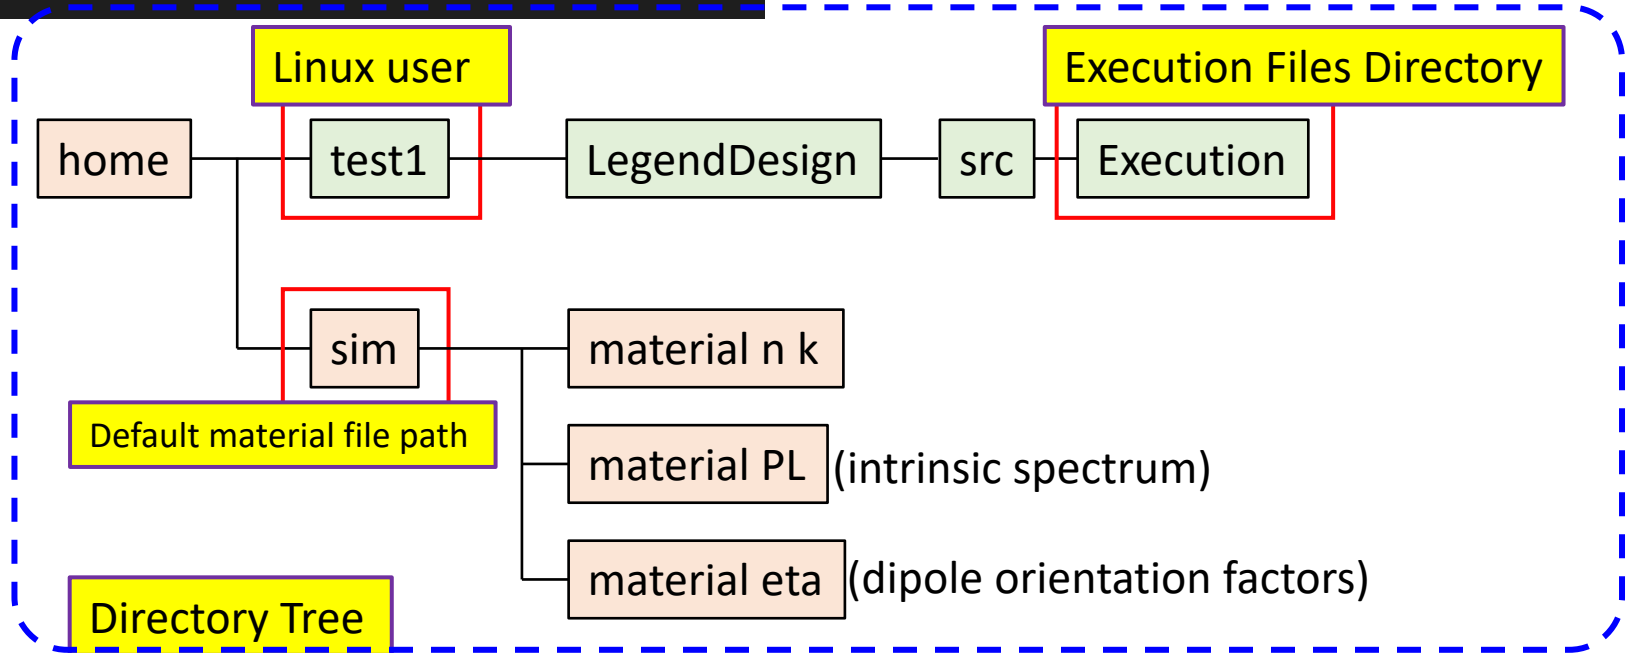 Linux user
Execution Files Directory
home
test1
LegendDesign
src
Execution
sim
material n k
Default material file path
material PL
(intrinsic spectrum)
material eta
(dipole orientation factors)
Directory Tree